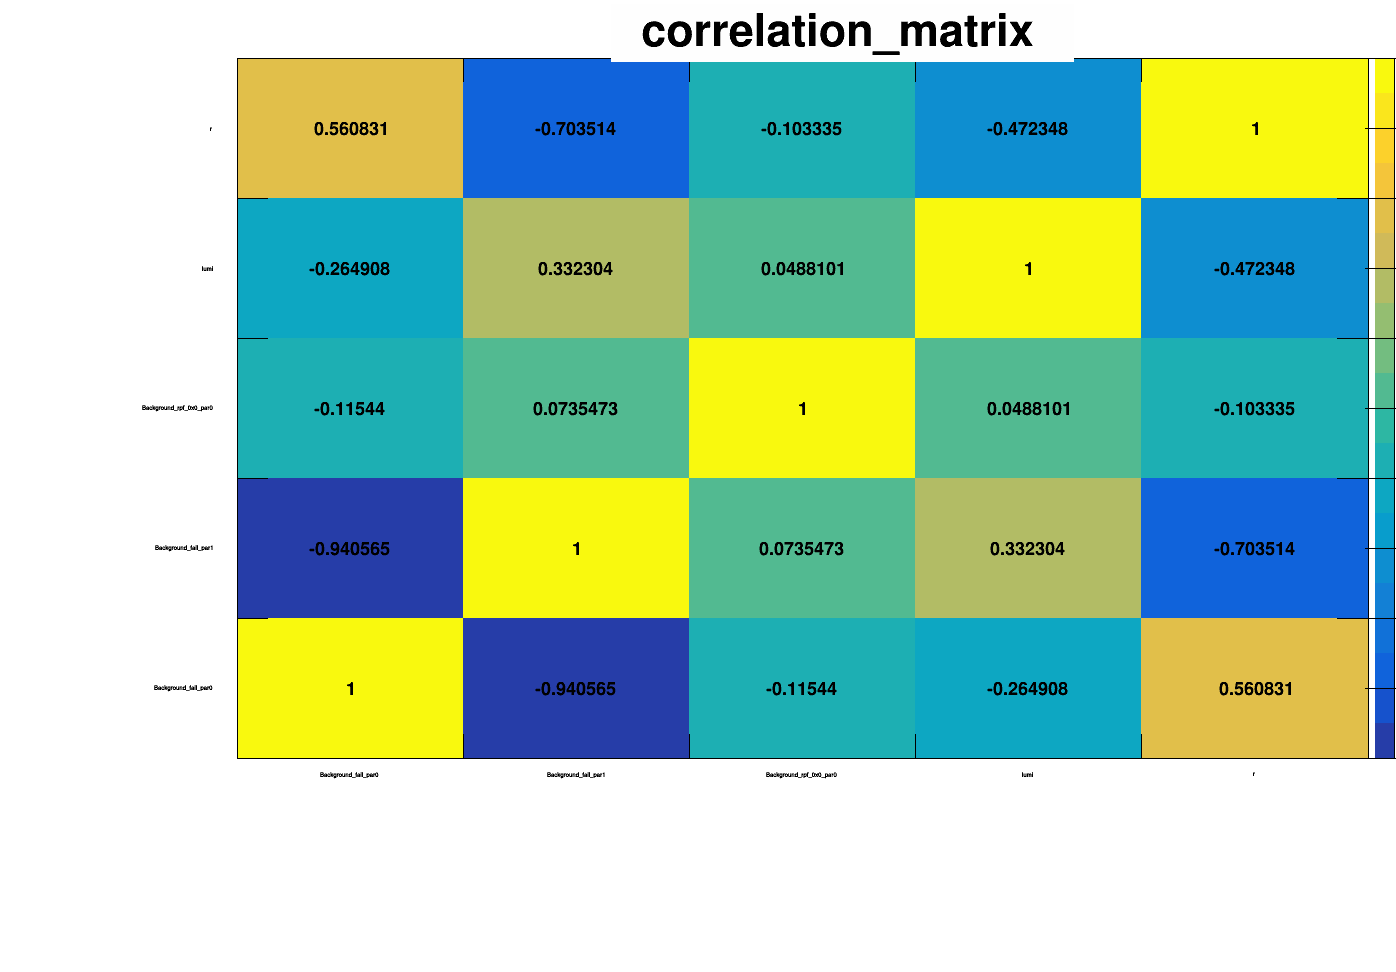 correlation_matrix
r 0.560831 -0.703514 -0.103335 -0.472348 1
lumi -0.264908 0.332304 0.0488101 1 -0.472348
Background_rpf_0x0_par0 -0.11544 0.0735473 1 0.0488101 -0.103335
Background_fail_par1 -0.940565 1 0.0735473 0.332304 -0.703514
Background_fail_par0 1 -0.940565 -0.11544 -0.264908 0.560831
Background_fail_par0 Background_fail_par1 Background_rpf_0x0_par0 lumi r